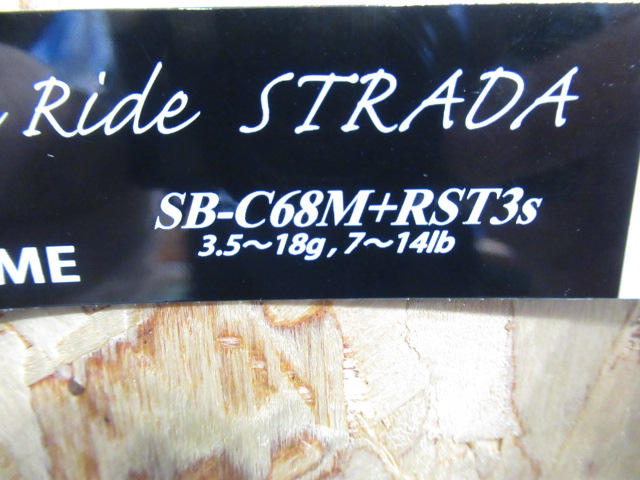 Ride STRADA
SB-C68M+RST3s
3.5～18g , 7～14lb
ME